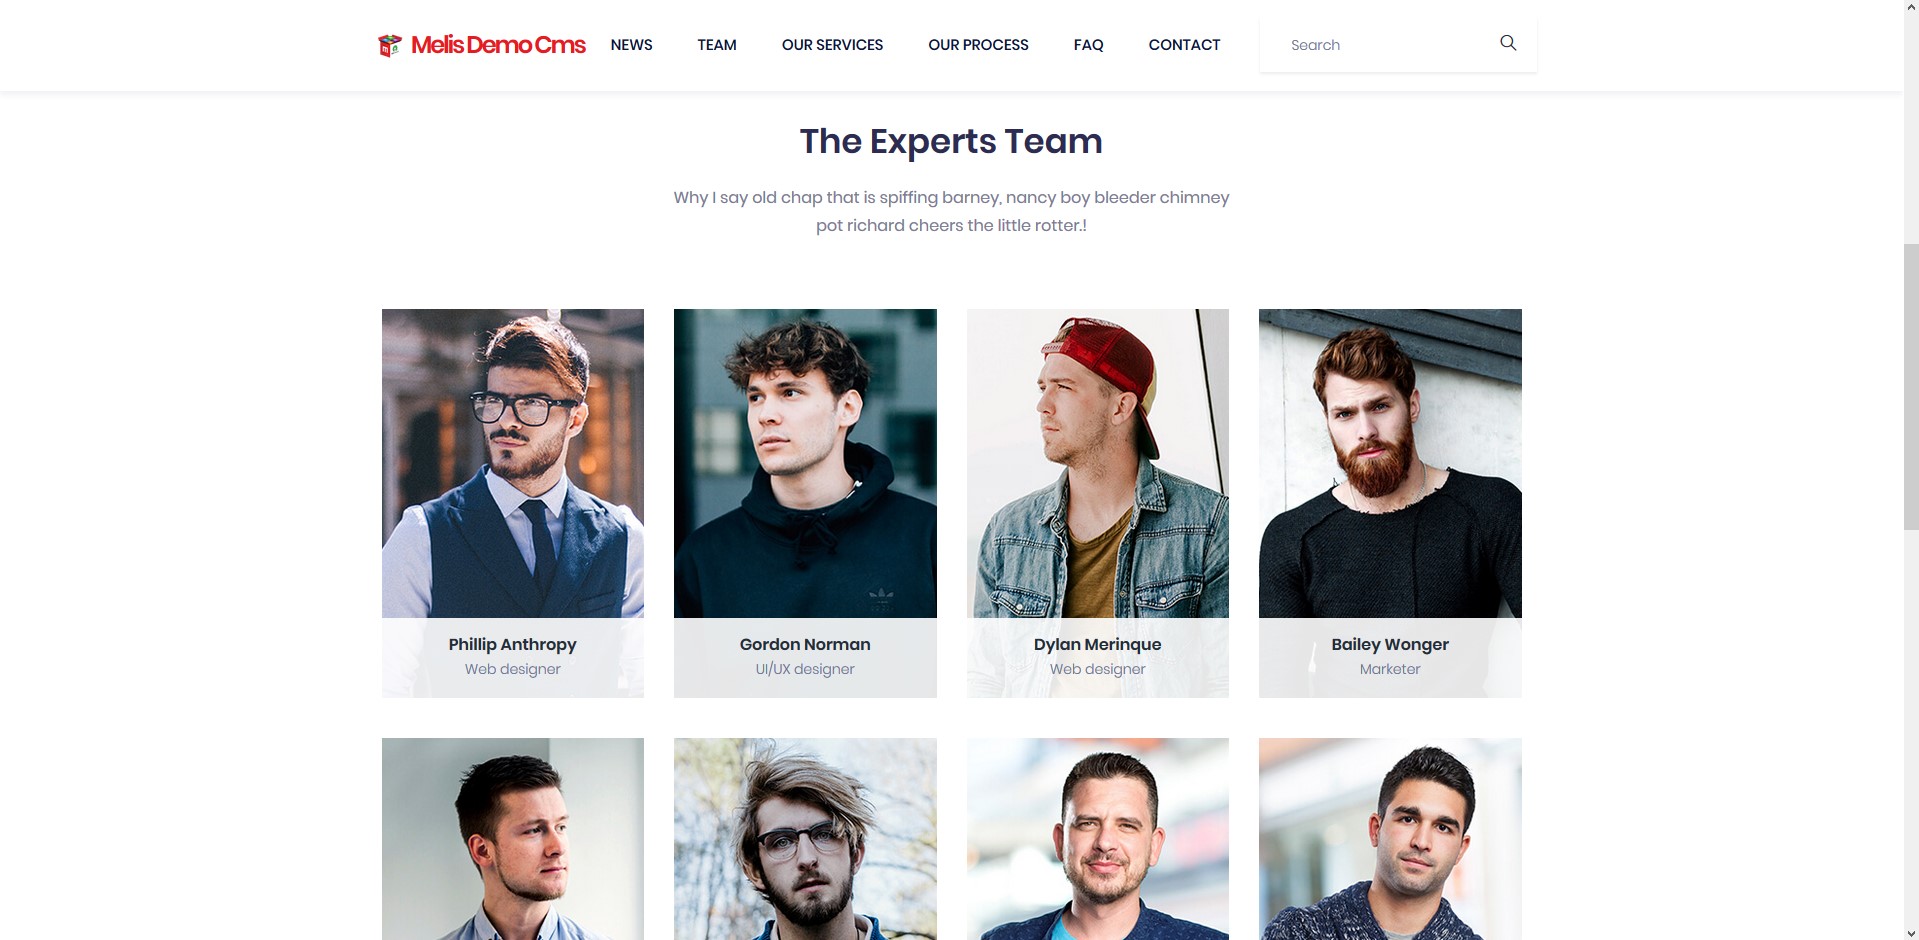 Melis Demo Cms
NEWS
TEAM
OUR SERVICES
OUR PROCESS
FAQ
CONTACT
Search
The Experts Team
Why I say old chap that is spiffing barney, nancy boy bleeder chimney
pot richard cheers the little rotter.!
Phillip Anthropy
Web designer
Gordon Norman
UI/UX designer
Dylan Merinque
Web designer
Bailey Wonger
Marketer